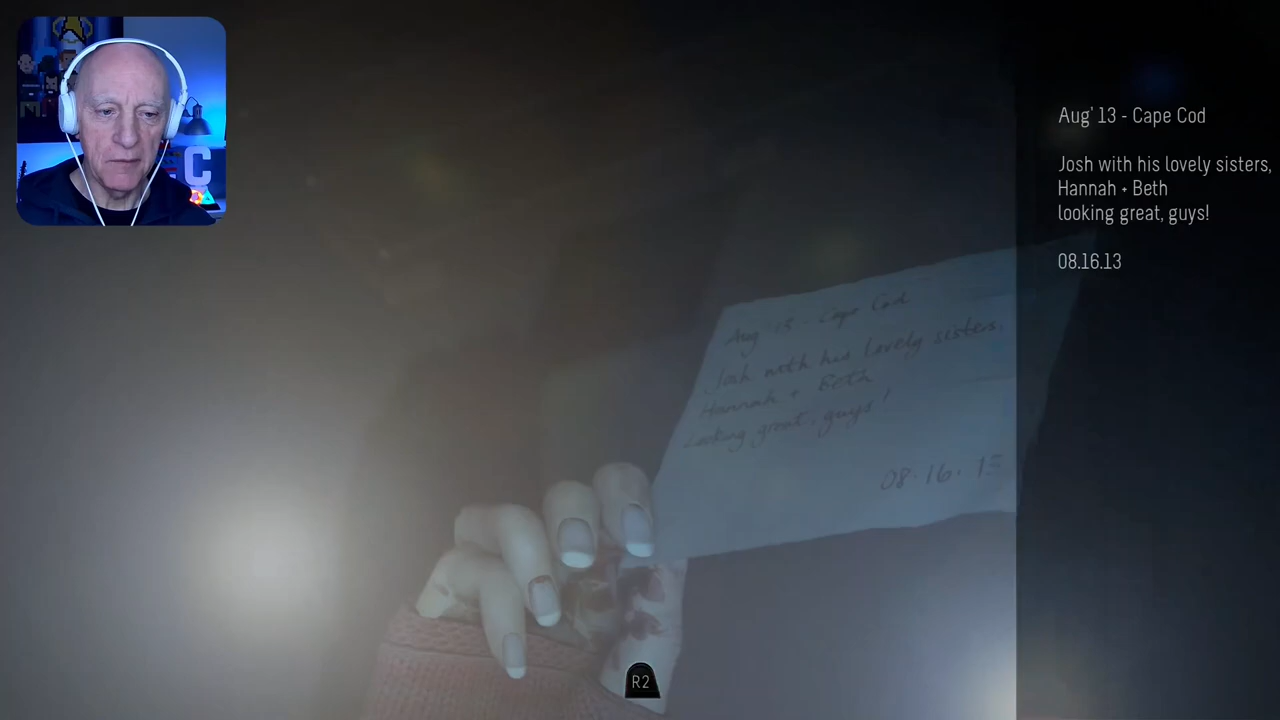 Aug' 13 - Cape Cod
Josh with his lovely sisters,
Hannah + Beth
looking great, guys!
08.16.13
Aug '13 - Cape Cod
Josh with his lovely sisters,
Hannah + Beth
Looking great, guys!
08.16.13
R2
C